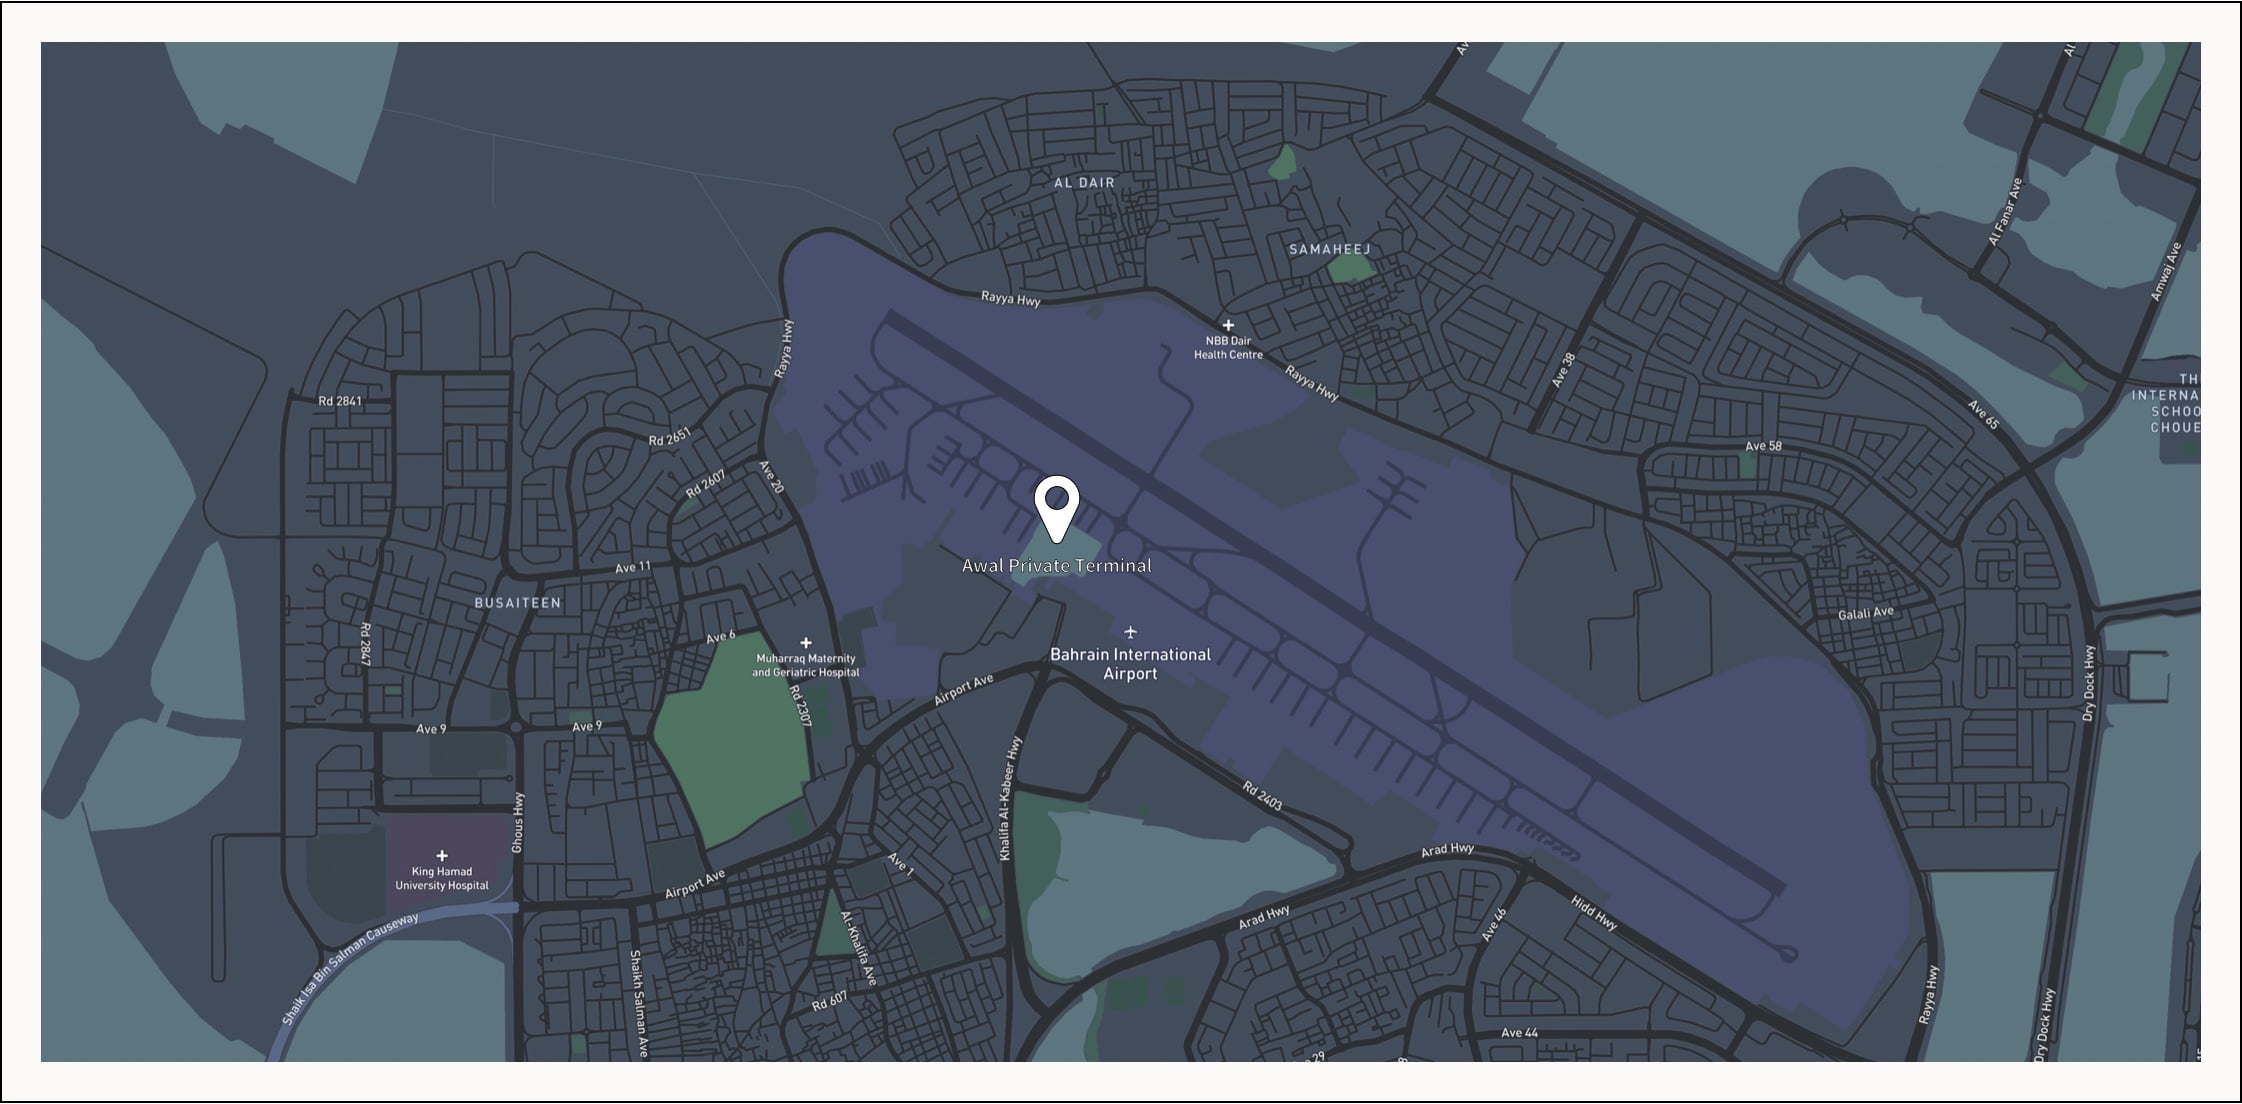 Al Fanar Ave
AL DAIR
SAMAHEEJ
Amwaj Ave
Rayya Hwy
NBB Dair
Health Centre
Rayya Hwy
Rayya Hwy
Ave 38
Rd 2841
Rd 2651
Ave 65
Ave 58
Rd 2607
Ave 20
Awal Private Terminal
Ave 11
BUSAITEEN
Galali Ave
Rd 2847
Ave 6
Muharraq Maternity
and Geriatric Hospital
Bahrain International
Airport
Airport Ave
Rd 2307
Dry Dock Hwy
Ave 9
Ave 9
Khalifa Al-Kabeer Hwy
Rd 2403
Ghous Hwy
King Hamad
University Hospital
Arad Hwy
Ave 1
Airport Ave
Shaik Isa Bin Salman Causeway
Al-Khalifa Ave
Arad Hwy
Ave 46
Hidd Hwy
Shaikh Salman Ave
Rd 607
Rayya Hwy
Ave 44
Dry Dock Hwy